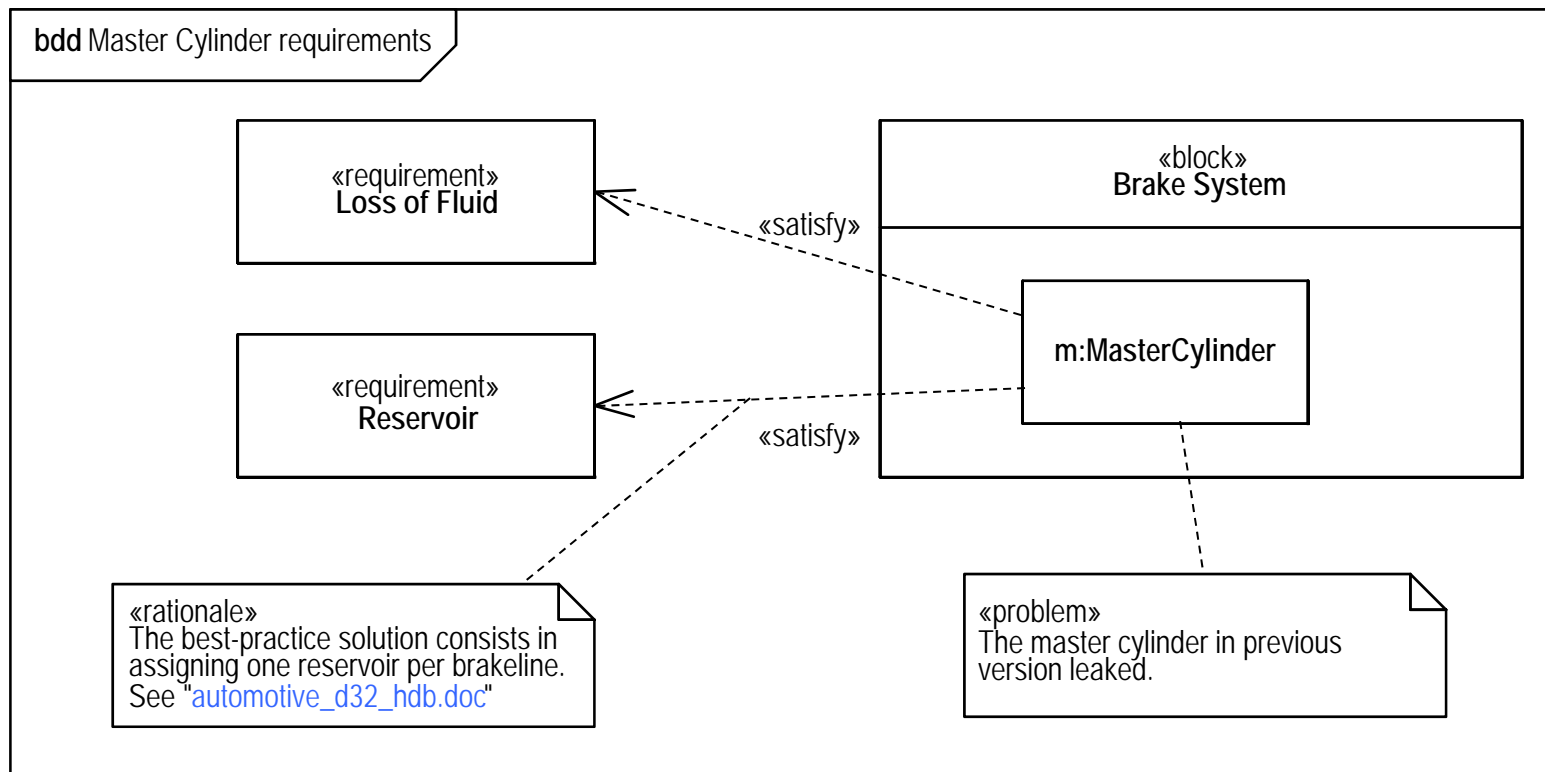 bdd Master Cylinder requirements
«requirement»
Loss of Fluid
«block»
Brake System
«satisfy»
m:MasterCylinder
«requirement»
Reservoir
«satisfy»
«rationale»
The best-practice solution consists in
assigning one reservoir per brakeline.
See "automotive_d32_hdb.doc"
«problem»
The master cylinder in previous
version leaked.